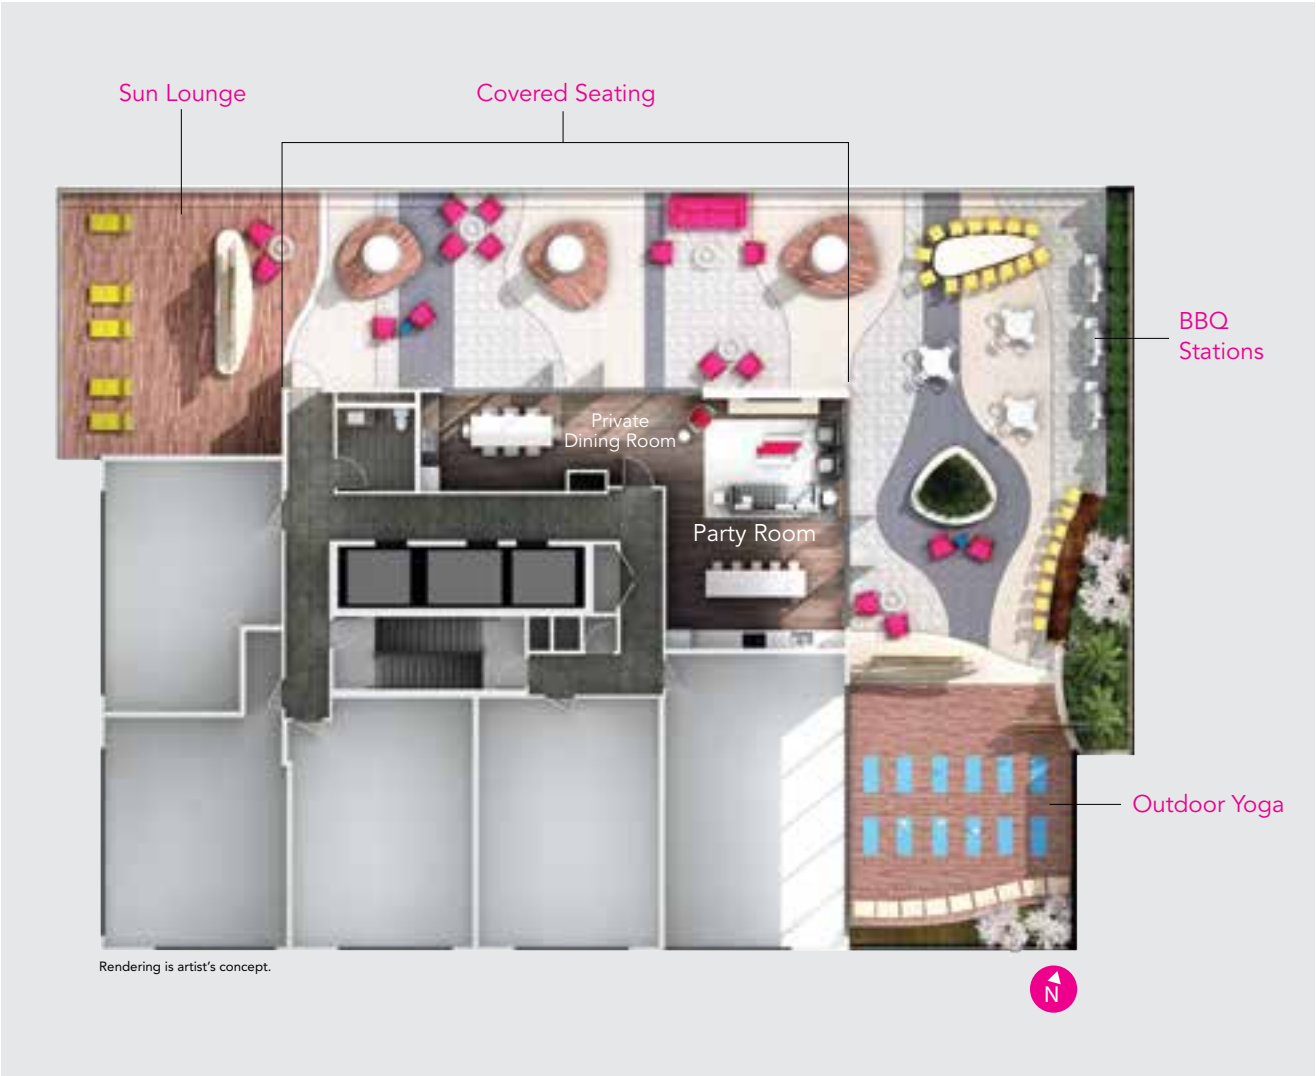 Sun Lounge
Covered Seating
BBQ
Stations
Private
Dining Room
Party Room
Outdoor Yoga
Rendering is artist’s concept.
N